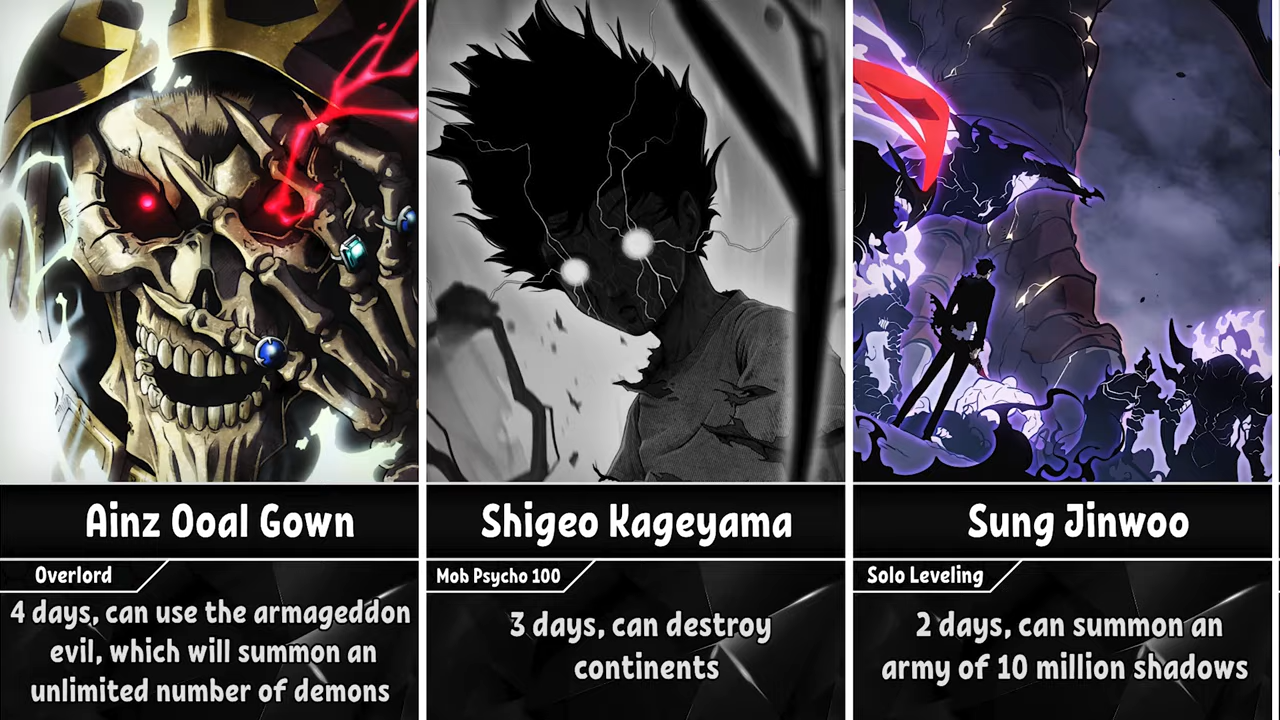 Ainz Ooal Gown
Overlord
4 days, can use the armageddon
evil, which will summon an
unlimited number of demons
Shigeo Kageyama
Mob Psycho 100
3 days, can destroy
continents
Sung Jinwoo
Solo Leveling
2 days, can summon an
army of 10 million shadows